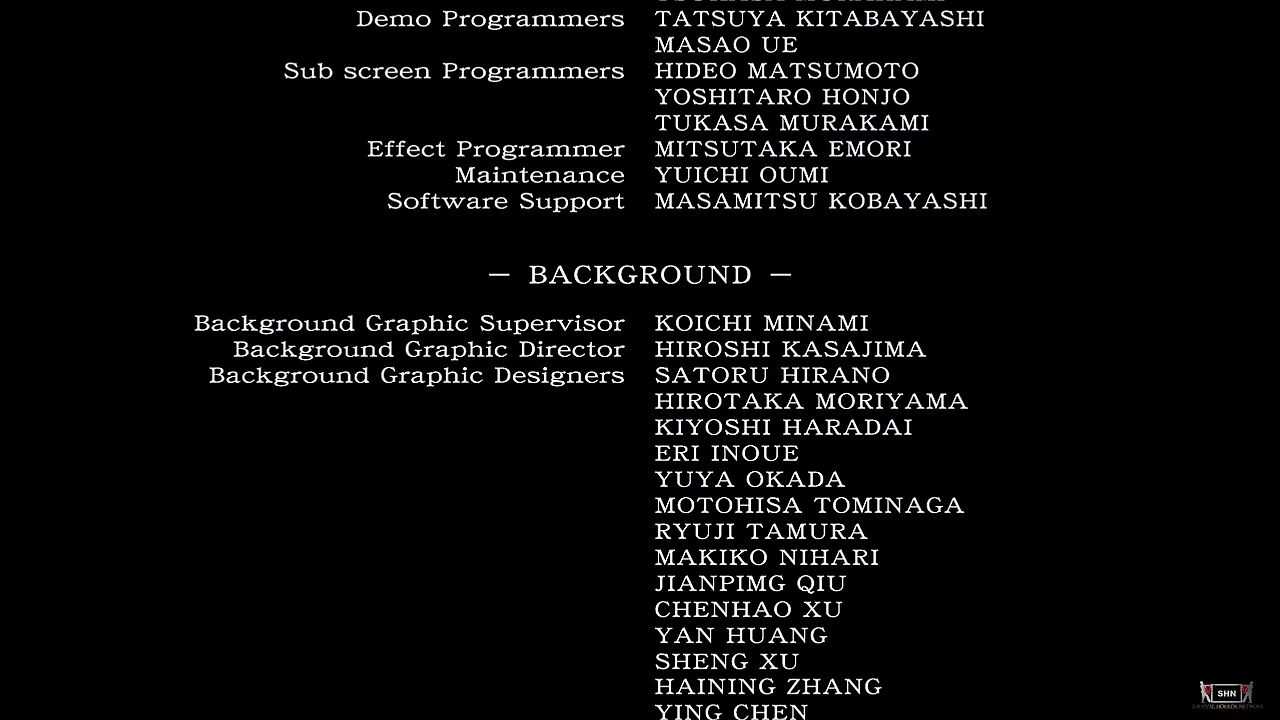 Demo Programmers TATSUYA KITABAYASHI
MASAO UE
Sub screen Programmers HIDEO MATSUMOTO
YOSHITARO HONJO
TUKASA MURAKAMI
Effect Programmer MITSUTAKA EMORI
Maintenance YUICHI OUMI
Software Support MASAMITSU KOBAYASHI
— BACKGROUND —
Background Graphic Supervisor KOICHI MINAMI
Background Graphic Director HIROSHI KASAJIMA
Background Graphic Designers SATORU HIRANO
HIROTAKA MORIYAMA
KIYOSHI HARADAI
ERI INOUE
YUYA OKADA
MOTOHISA TOMINAGA
RYUJI TAMURA
MAKIKO NIHARI
JIANPIMG QIU
CHENHAO XU
YAN HUANG
SHENG XU
HAINING ZHANG
YING CHEN
SHN
SURVIVAL HORROR NETWORK